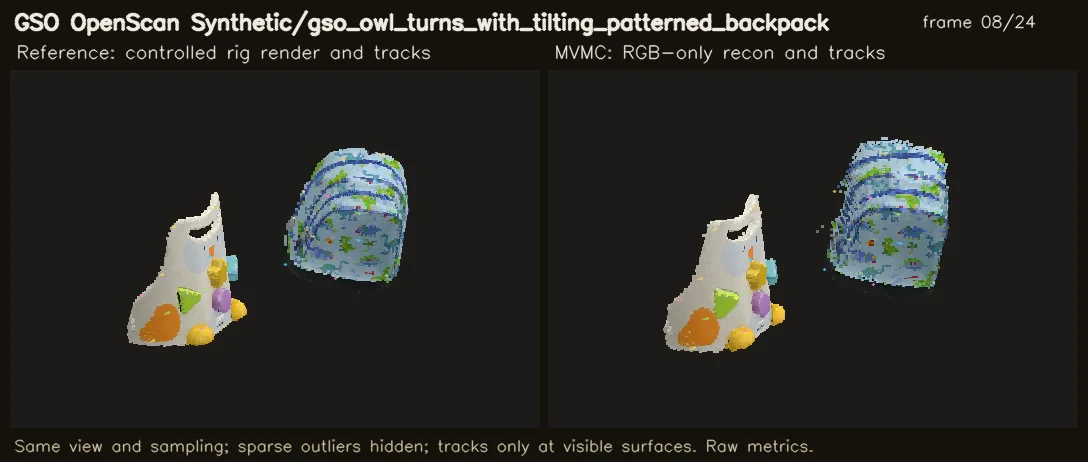 GSO OpenScan Synthetic/gso_owl_turns_with_tilting_patterned_backpack
frame 08/24
Reference: controlled rig render and tracks
MVMC: RGB-only recon and tracks
Same view and sampling; sparse outliers hidden; tracks only at visible surfaces. Raw metrics.